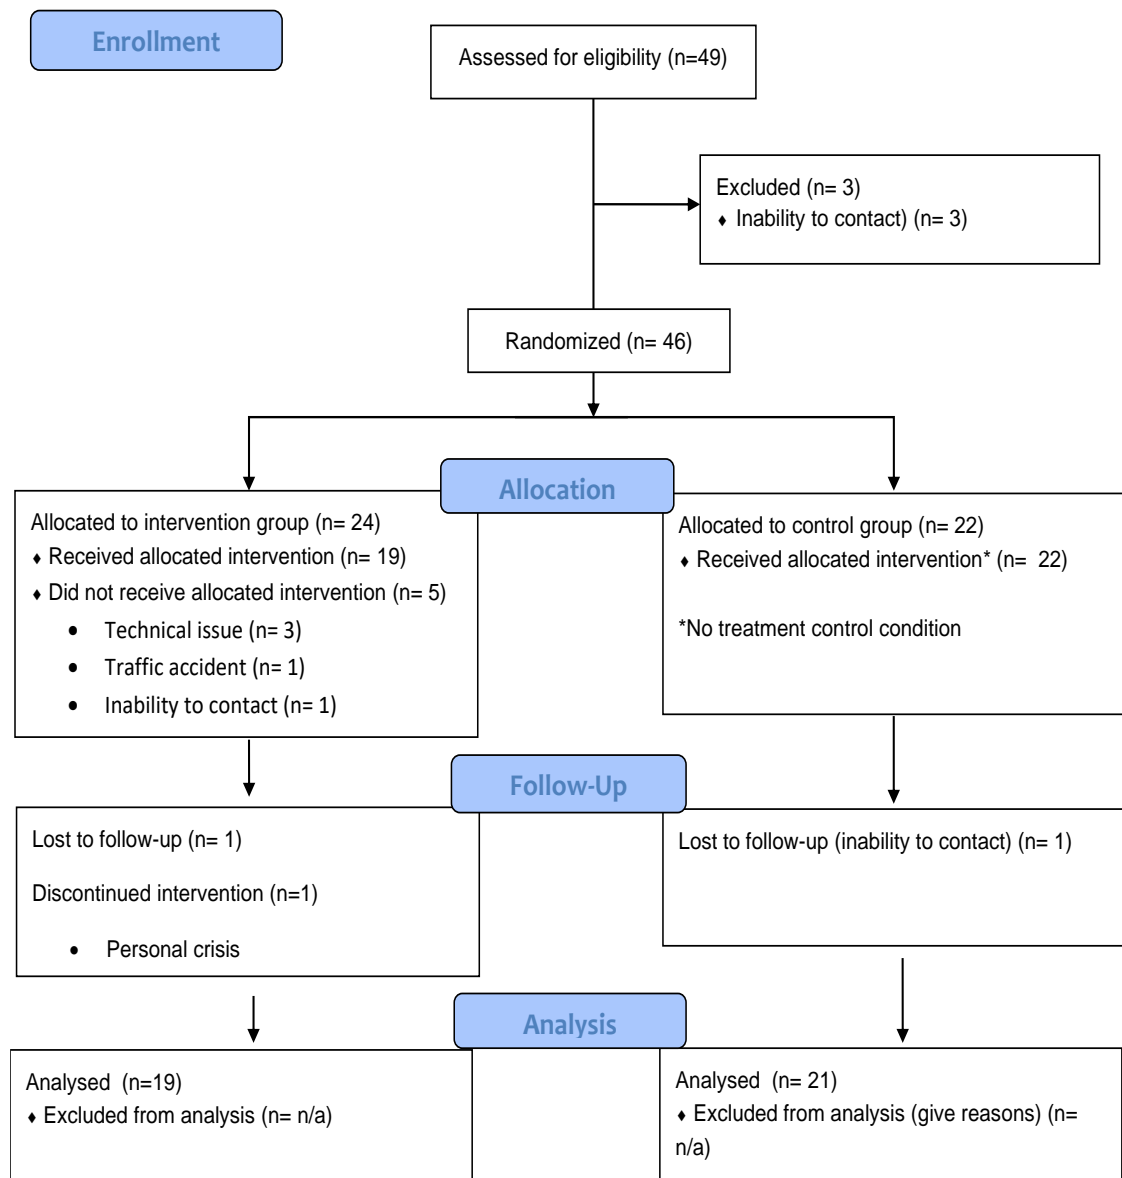 Enrollment
Assessed for eligibility (n=49)
Excluded (n= 3)
♦ Inability to contact) (n= 3)
Randomized (n= 46)
Allocation
Allocated to intervention group (n= 24)
♦ Received allocated intervention (n= 19)
♦ Did not receive allocated intervention (n= 5)
• Technical issue (n= 3)
• Traffic accident (n= 1)
• Inability to contact (n= 1)
Allocated to control group (n= 22)
♦ Received allocated intervention* (n=  22)
*No treatment control condition
Follow-Up
Lost to follow-up (n= 1)
Discontinued intervention (n=1)
• Personal crisis
Lost to follow-up (inability to contact) (n= 1)
Analysis
Analysed  (n=19)
♦ Excluded from analysis (n= n/a)
Analysed  (n= 21)
♦ Excluded from analysis (give reasons) (n=
n/a)